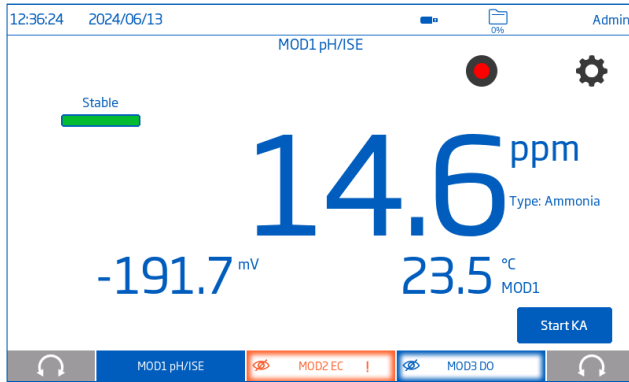 12:36:24 2024/06/13 0% Admin
MOD1 pH/ISE
Stable
14.6 ppm
Type: Ammonia
-191.7 mV 23.5 °C
MOD1
Start KA
MOD1 pH/ISE MOD2 EC ! MOD3 DO